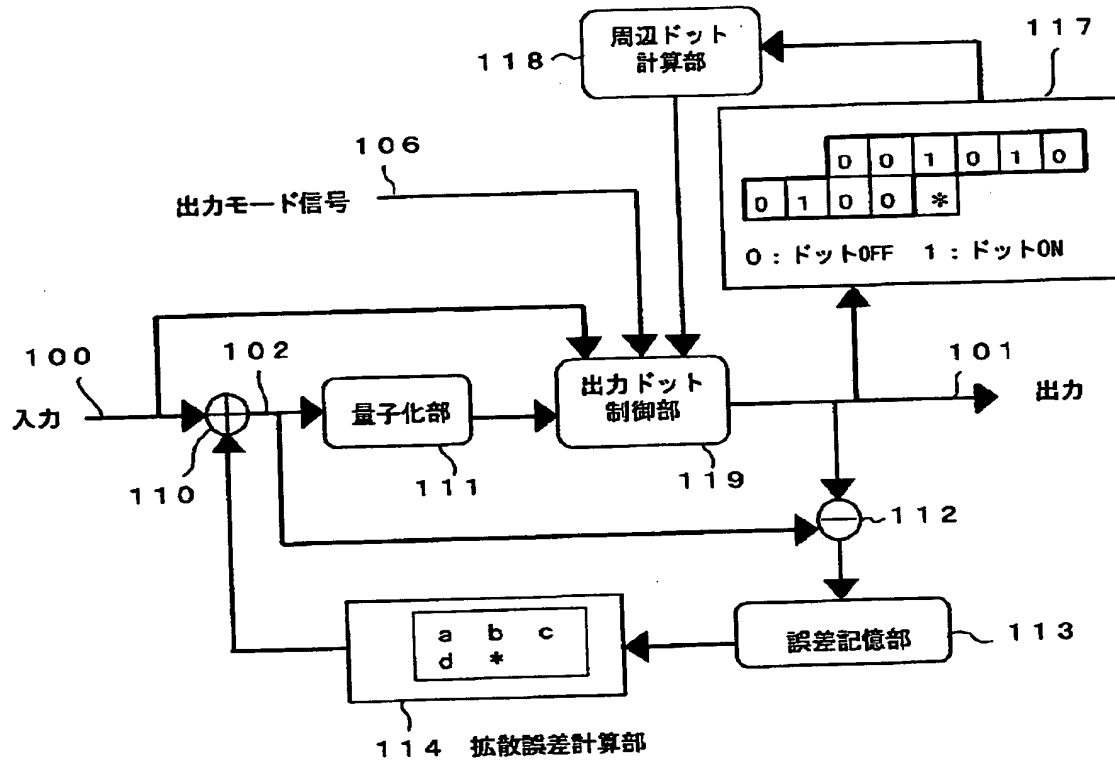 周辺ドット
計算部
118
117
106
出力モード信号
0 0 1 0 1 0
0 1 0 0 *
0:ドットOFF 1:ドットON
100
入力
102
110
量子化部
111
出力ドット
制御部
119
101
出力
112
a b c
d *
誤差記憶部
113
114 拡散誤差計算部